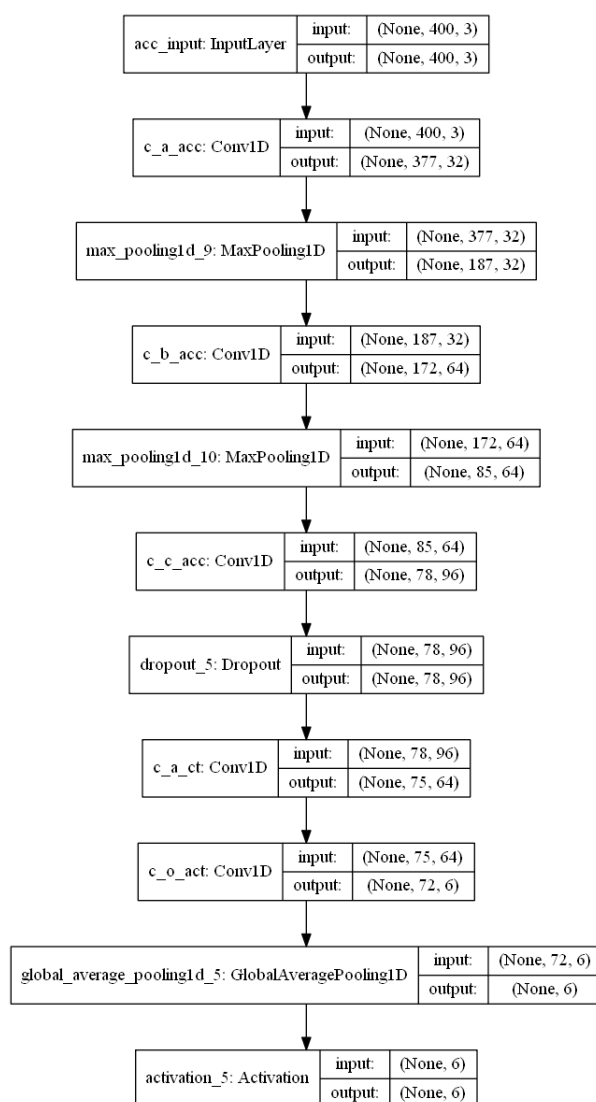 acc_input: InputLayer
input: (None, 400, 3)
output: (None, 400, 3)
c_a_acc: Conv1D
input: (None, 400, 3)
output: (None, 377, 32)
max_pooling1d_9: MaxPooling1D
input: (None, 377, 32)
output: (None, 187, 32)
c_b_acc: Conv1D
input: (None, 187, 32)
output: (None, 172, 64)
max_pooling1d_10: MaxPooling1D
input: (None, 172, 64)
output: (None, 85, 64)
c_c_acc: Conv1D
input: (None, 85, 64)
output: (None, 78, 96)
dropout_5: Dropout
input: (None, 78, 96)
output: (None, 78, 96)
c_a_ct: Conv1D
input: (None, 78, 96)
output: (None, 75, 64)
c_o_act: Conv1D
input: (None, 75, 64)
output: (None, 72, 6)
global_average_pooling1d_5: GlobalAveragePooling1D
input: (None, 72, 6)
output: (None, 6)
activation_5: Activation
input: (None, 6)
output: (None, 6)